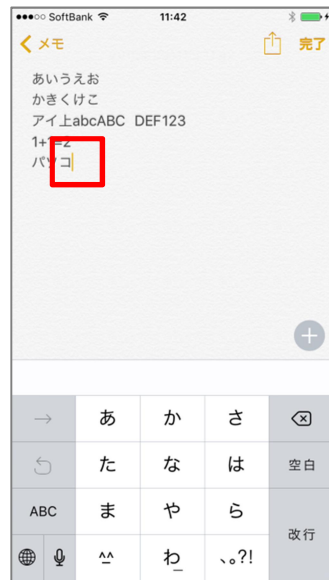 SoftBank 11:42
メモ 完了
あいうえお
かきくけこ
アイ上abcABC DEF123
1+1=2
パソコ
→ あ か さ
た な は 空白
ABC ま や ら 改行
^^ わ_ 、。?!